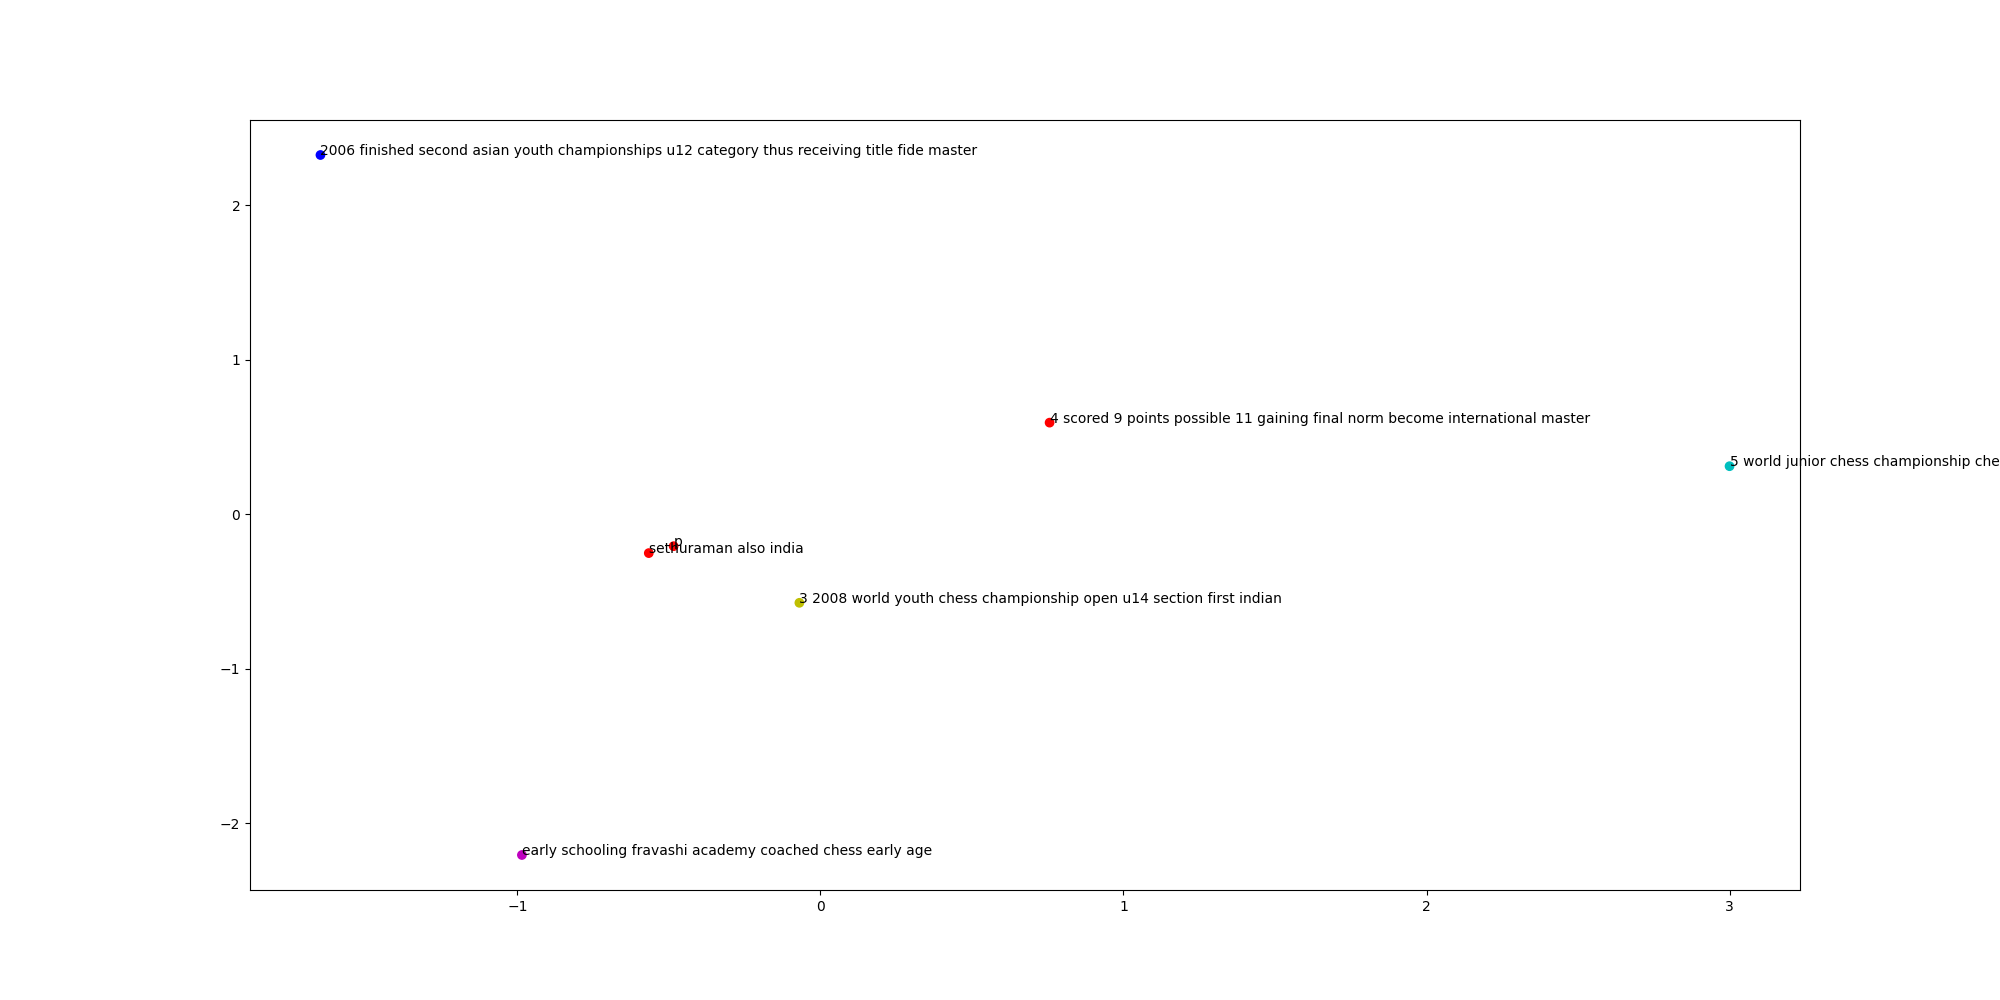 2006 finished second asian youth championships u12 category thus receiving title fide master
2
1
4 scored 9 points possible 11 gaining final norm become international master
5 world junior chess championship che
0
p
sethuraman also india
3 2008 world youth chess championship open u14 section first indian
−1
−2
early schooling fravashi academy coached chess early age
−1 0 1 2 3